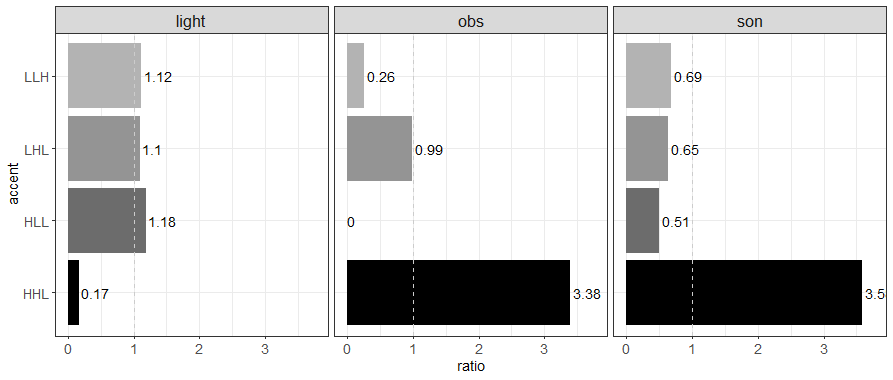 light obs son
LLH 1.12 0.26 0.69
LHL 1.1 0.99 0.65
HLL 1.18 0 0.51
HHL 0.17 3.38 3.5
accent
0 1 2 3 0 1 2 3 0 1 2 3
ratio